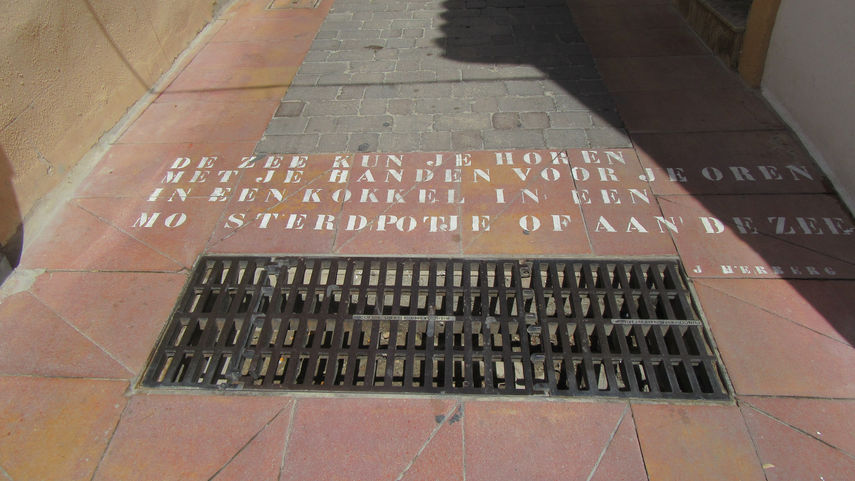 DE ZEE KUN JE HOREN
MET JE HANDEN VOOR JE OREN
IN EEN KOKKEL IN EEN
MOSTERDPOTJE OF AAN DE ZEE
J HERBERG